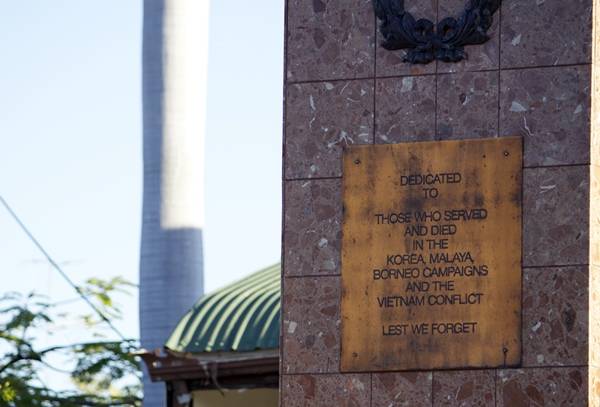 DEDICATED
TO
THOSE WHO SERVED
AND DIED
IN THE
KOREA, MALAYA,
BORNEO CAMPAIGNS
AND THE
VIETNAM CONFLICT
LEST WE FORGET